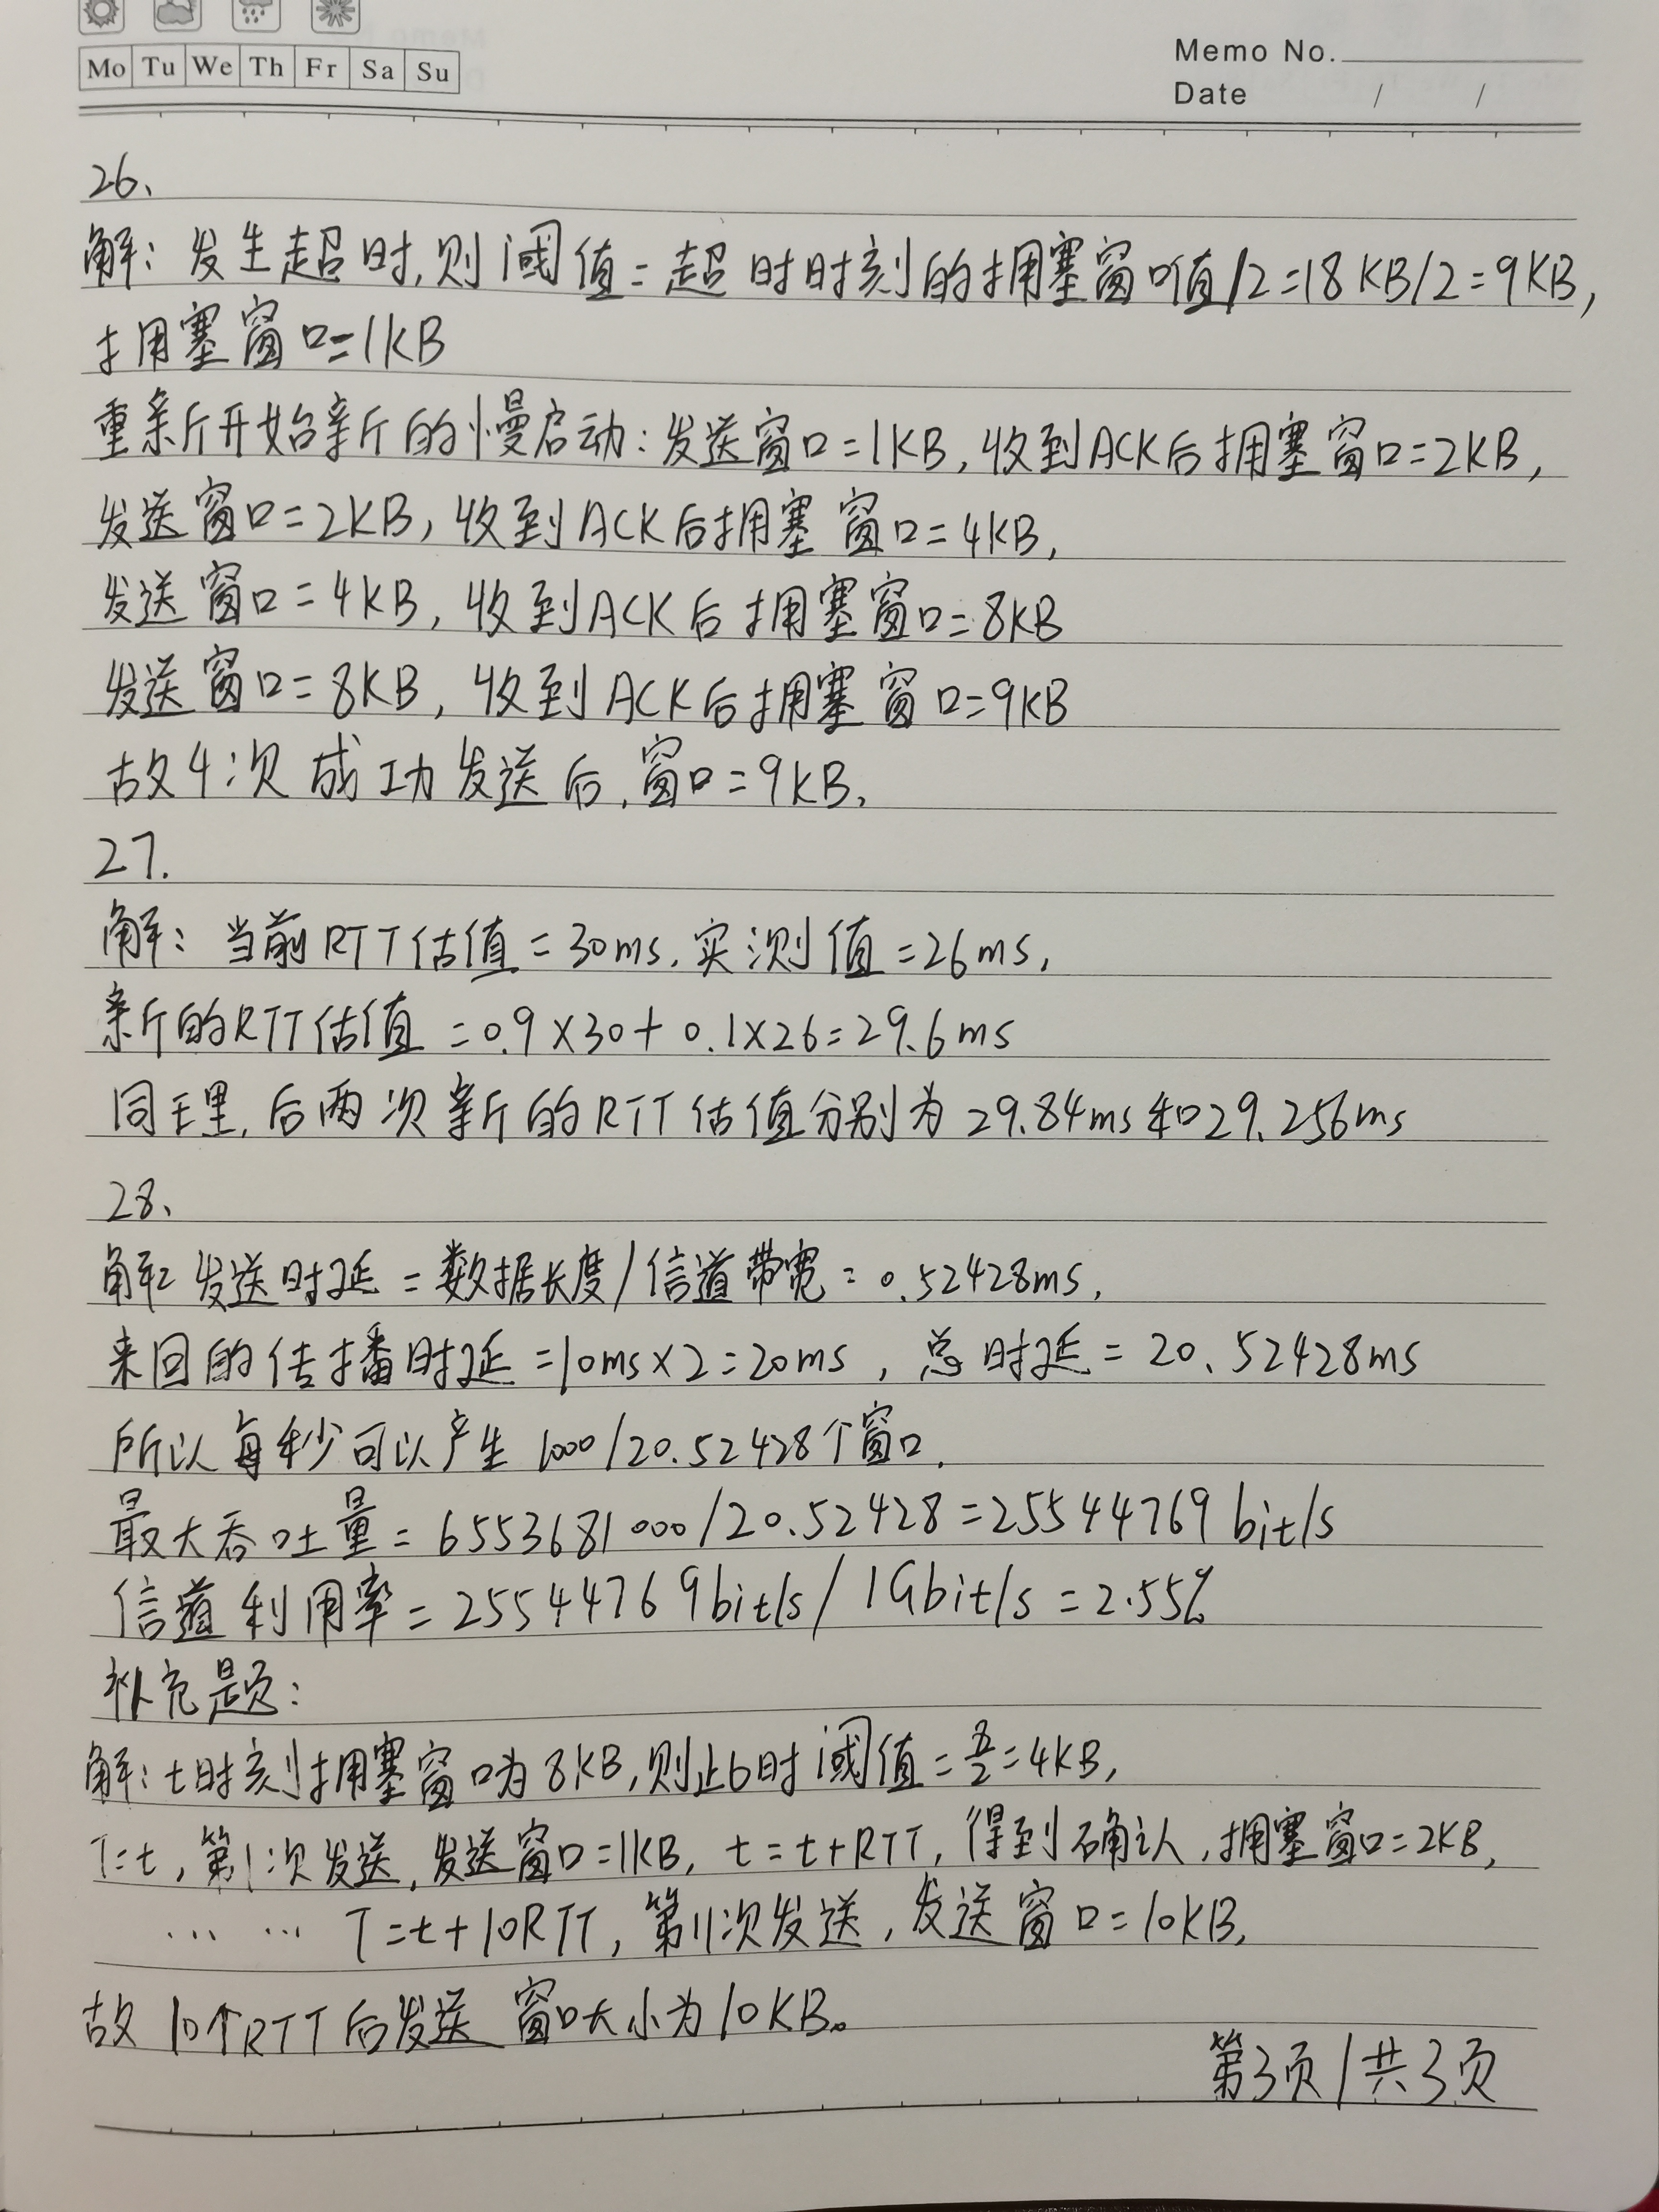 Mo Tu We Th Fr Sa Su
Memo No.
Date / /
26、
解：发生超时,则阈值=超时时刻的拥塞窗口值/2=18KB/2=9KB,
拥塞窗口=1KB
重新开始新的慢启动:发送窗口=1KB,收到ACK后拥塞窗口=2KB,
发送窗口=2KB,收到ACK后拥塞窗口=4KB,
发送窗口=4KB,收到ACK后拥塞窗口=8KB
发送窗口=8KB,收到ACK后拥塞窗口=9KB
故4次成功发送后,窗口=9KB,
27.
解：当前RTT估值=30ms,实测值=26ms,
新的RTT估值=0.9×30+0.1×26=29.6ms
同理,后两次新的RTT估值分别为29.84ms和29.256ms
28、
解：发送时延=数据长度/信道带宽=0.52428ms,
来回的传播时延=10ms×2=20ms,总时延=20.52428ms
所以每秒可以产生1000/20.52428个窗口.
最大吞吐量=6553681000/20.52428=25544769bit/s
信道利用率=25544769bit/s/1Gbit/s=2.55%
补充题:
解：t时刻拥塞窗口为8KB,则此时阈值=8/2=4KB,
T=t,第1次发送,发送窗口=1KB,t=t+RTT,得到确认,拥塞窗口=2KB,
… … T=t+10RTT,第11次发送,发送窗口=10KB,
故10个RTT后发送窗口大小为10KB。
第3页/共3页